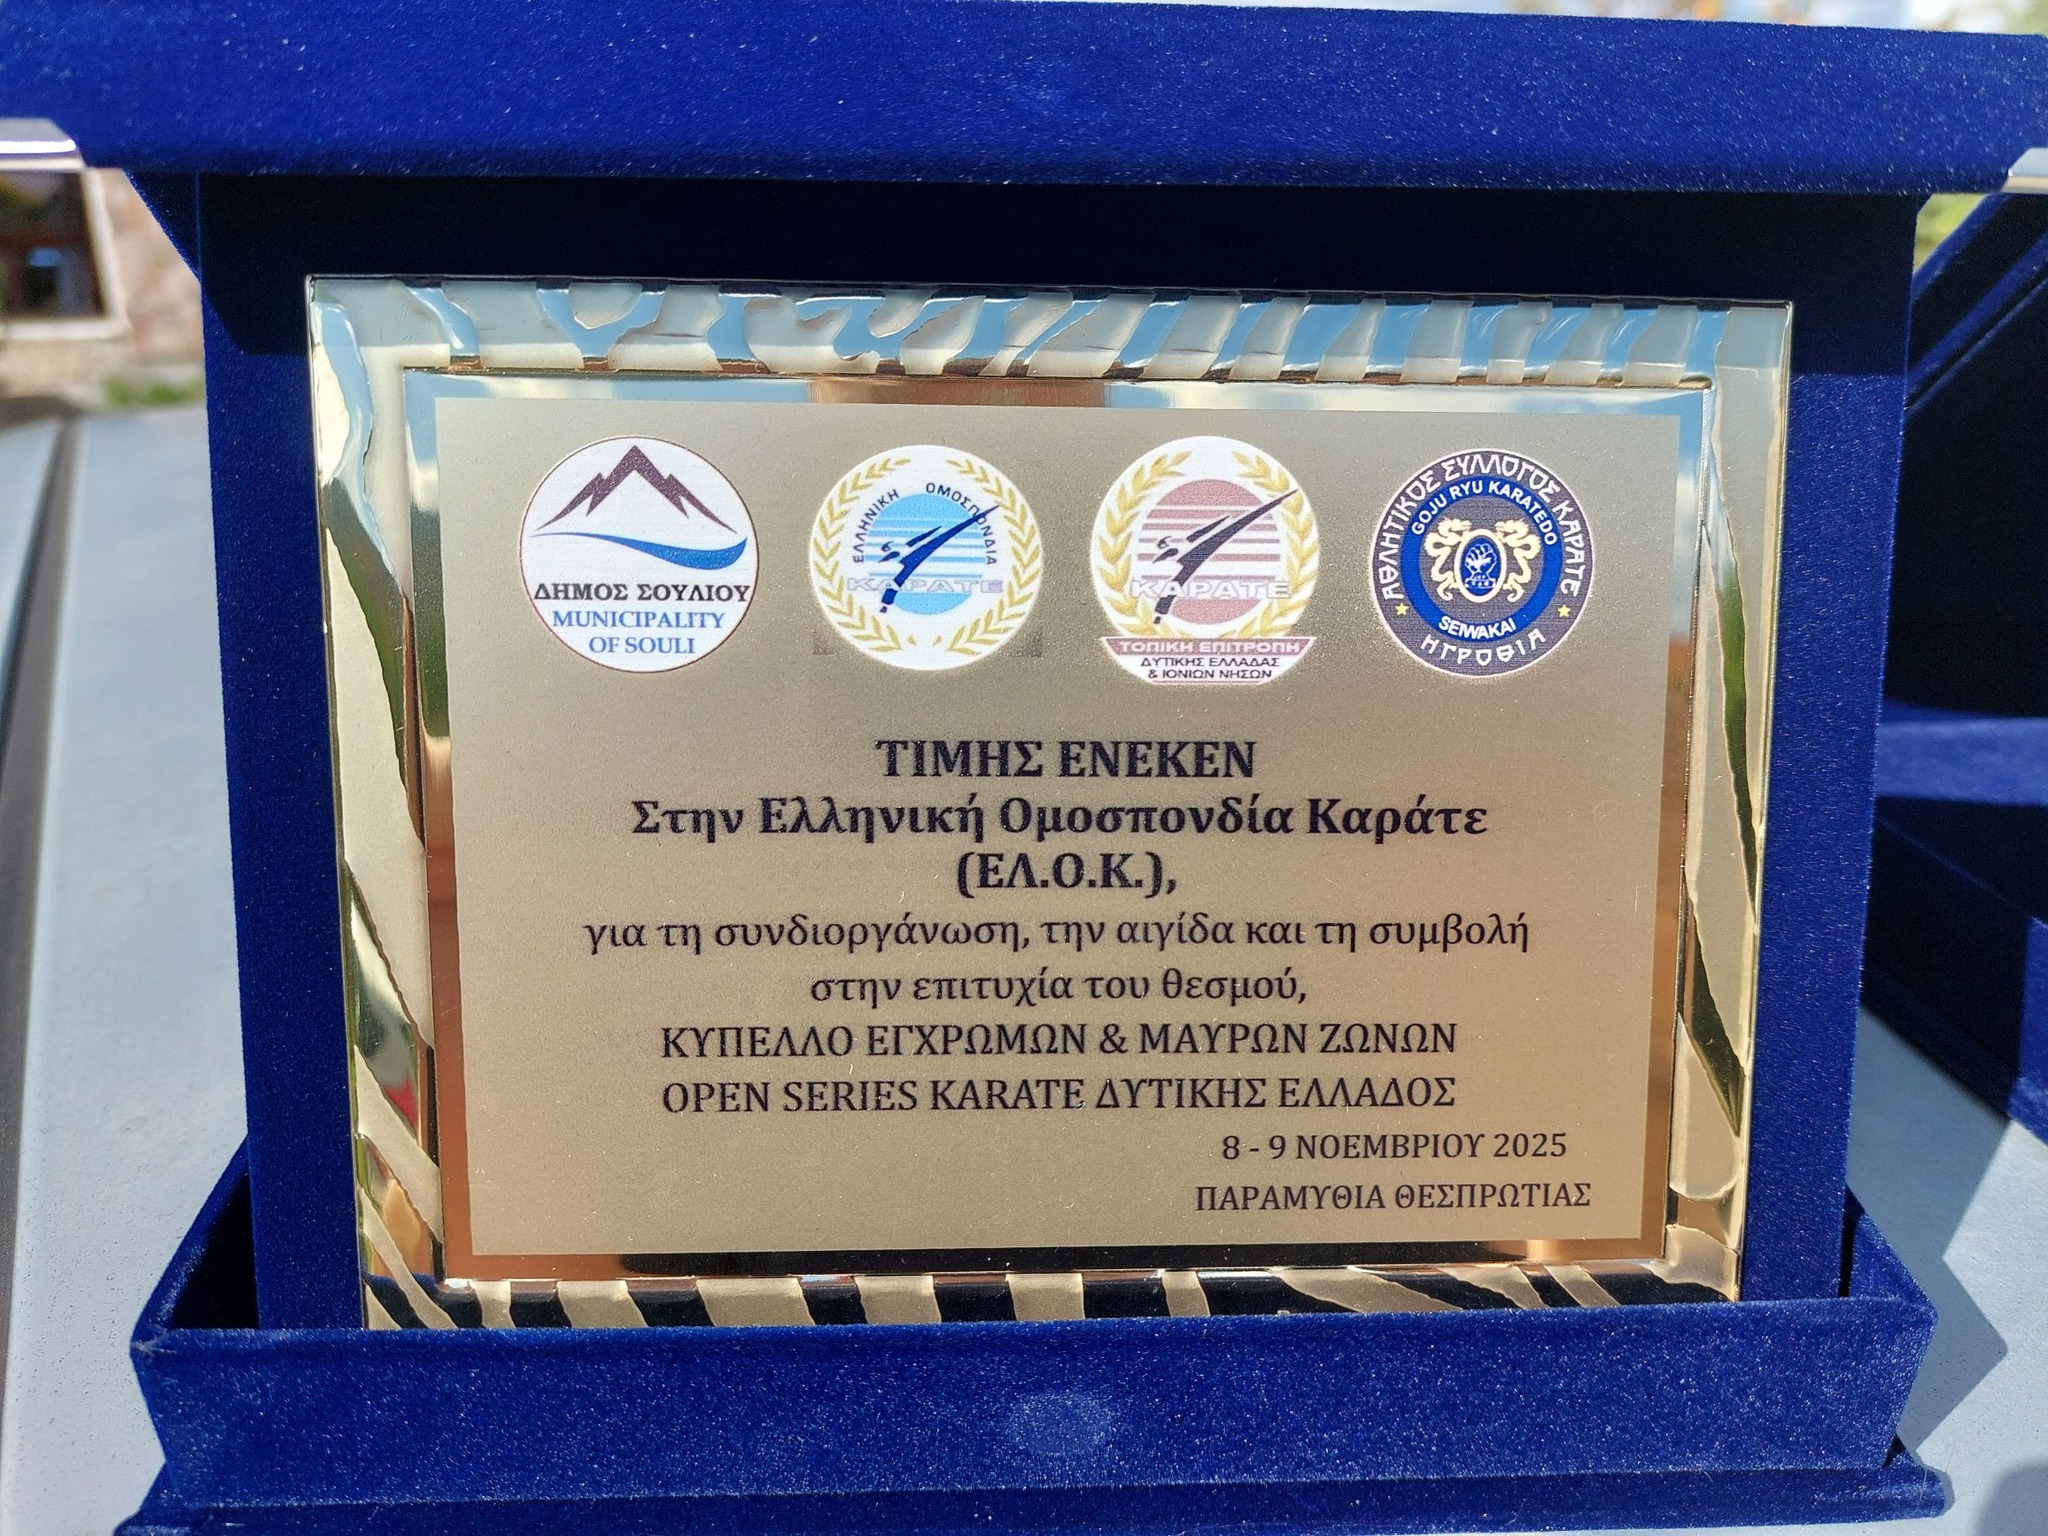 ΔΗΜΟΣ ΣΟΥΛΙΟΥ
MUNICIPALITY
OF SOULI
ΕΛΛΗΝΙΚΗ ΟΜΟΣΠΟΝΔΙΑ
ΚΑΡΑΤΕ
ΚΑΡΑΤΕ
ΤΟΠΙΚΗ ΕΠΙΤΡΟΠΗ
ΔΥΤΙΚΗΣ ΕΛΛΑΔΑΣ
& ΙΟΝΙΩΝ ΝΗΣΩΝ
ΑΘΛΗΤΙΚΟΣ ΣΥΛΛΟΓΟΣ ΚΑΡΑΤΕ
GOJU RYU KARATEDO
SEIWAKAI
ΤΙΜΗΣ ΕΝΕΚΕΝ
Στην Ελληνική Ομοσπονδία Καράτε
(ΕΛ.Ο.Κ.),
για τη συνδιοργάνωση, την αιγίδα και τη συμβολή
στην επιτυχία του θεσμού,
ΚΥΠΕΛΛΟ ΕΓΧΡΩΜΩΝ & ΜΑΥΡΩΝ ΖΩΝΩΝ
OPEN SERIES KARATE ΔΥΤΙΚΗΣ ΕΛΛΑΔΟΣ
8 - 9 ΝΟΕΜΒΡΙΟΥ 2025
ΠΑΡΑΜΥΘΙΑ ΘΕΣΠΡΩΤΙΑΣ